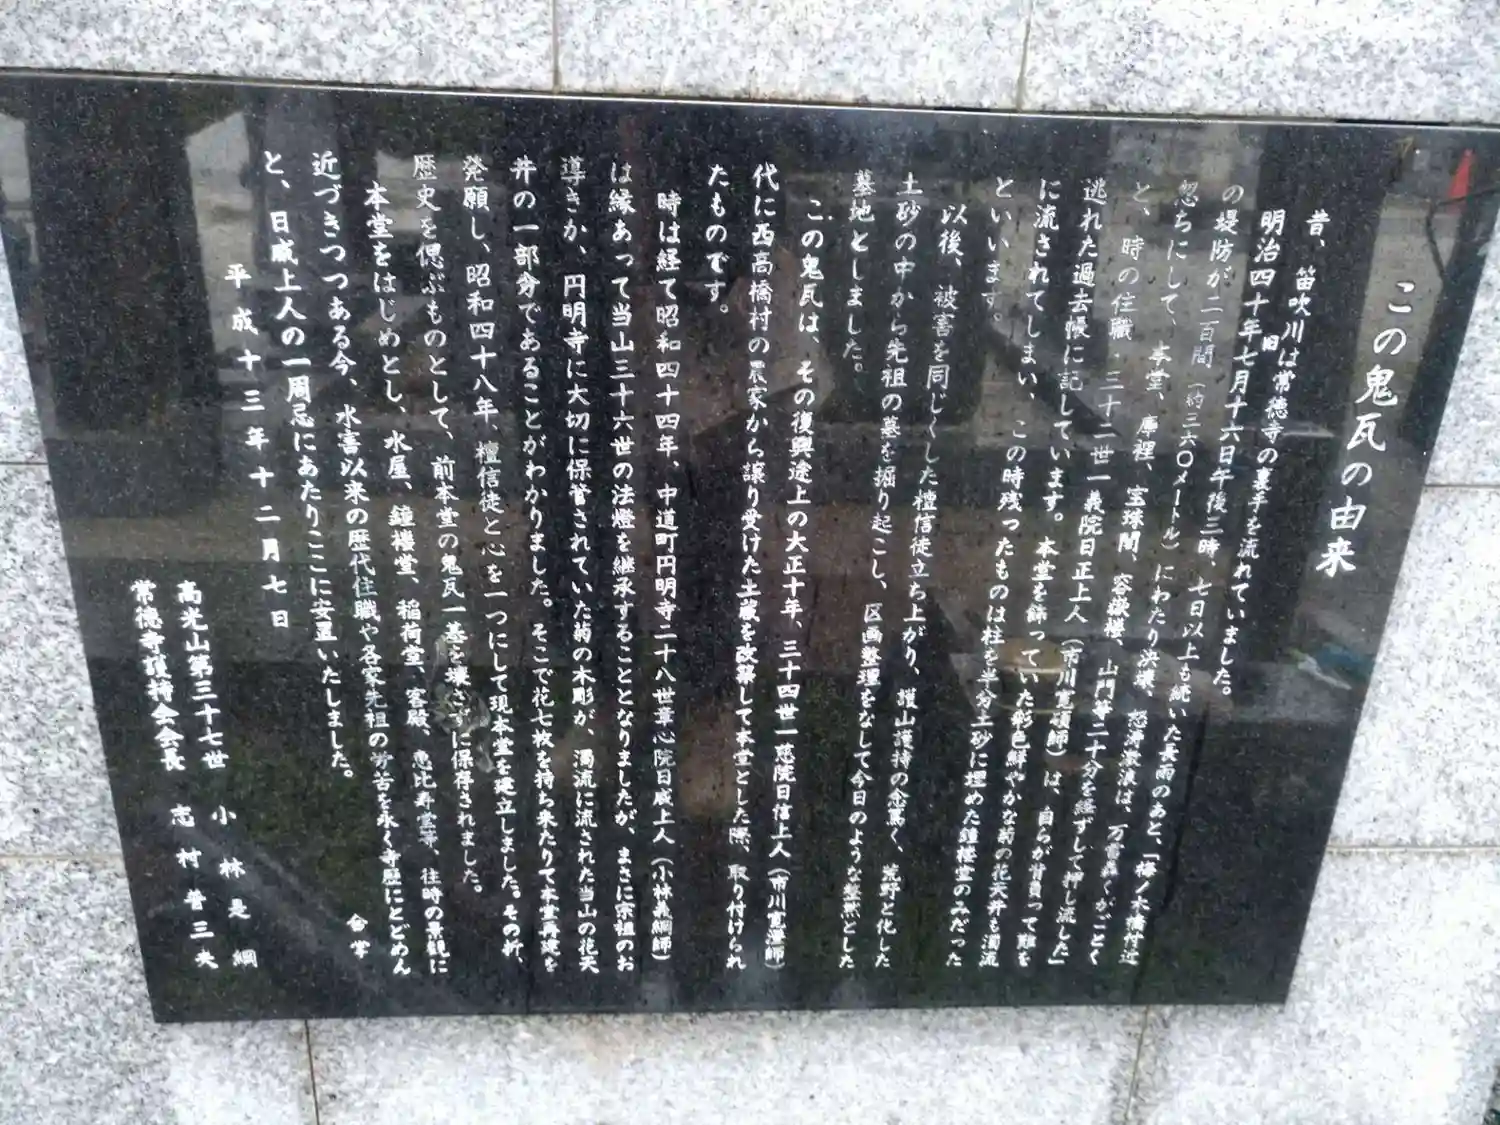 この鬼瓦の由来
昔、笛吹川は常徳寺の裏手を流れていました。
明治四十年旧七月十六日午後三時、七日以上も続いた長雨のあと、「梅ノ木橋付近
の堤防が二百間（約三六〇メートル）にわたり決壊、怒濤激浪は、万雷轟くがごとく
忽ちにして、本堂、庫裡、宝珠閣、容嶽楼、山門等二十分を経ずして押し流した」
と、時の住職・三十二世一義院日正上人（市川寛碩師）は、自らが背負って難を
逃れた過去帳に記しています。本堂を飾っていた彩色鮮やかな菊の花天井も濁流
に流されてしまい、この時残ったものは柱を半分土砂に埋めた鐘楼堂のみだった
といいます。
以後、被害を同じくした檀信徒立ち上がり、護山護持の念篤く、荒野と化した
土砂の中から先祖の墓を掘り起こし、区画整理をなして今日のような整然とした
墓地としました。
この鬼瓦は、その復興途上の大正十年、三十四世一慈院日信上人（市川寛澄師）
代に西高橋村の農家から譲り受けた土蔵を改築して本堂とした際、取り付けられ
たものです。
時は経て昭和四十四年、中道町円明寺二十八世章心院日威上人（小林義綱師）
は縁あって当山三十六世の法燈を継承することとなりましたが、まさに宗祖のお
導きか、円明寺に大切に保管されていた菊の木彫が、濁流に流された当山の花天
井の一部分であることがわかりました。そこで花七枚を持ち来たりて本堂再建を
発願し、昭和四十八年、檀信徒と心を一つにして現本堂を建立しました。その折、
歴史を偲ぶものとして、前本堂の鬼瓦一基を壊さずに保存されました。
本堂をはじめとし、水屋、鐘楼堂、稲荷堂、客殿、恵比寿堂等、往時の景観に
近づきつつある今、水害以来の歴代住職や各家先祖の労苦を永く寺歴にとどめん
と、日威上人の一周忌にあたりここに安置いたしました。
合掌
平成十三年十二月七日
高光山第三十七世 小林是綱
常徳寺護持会会長 志村普三夫